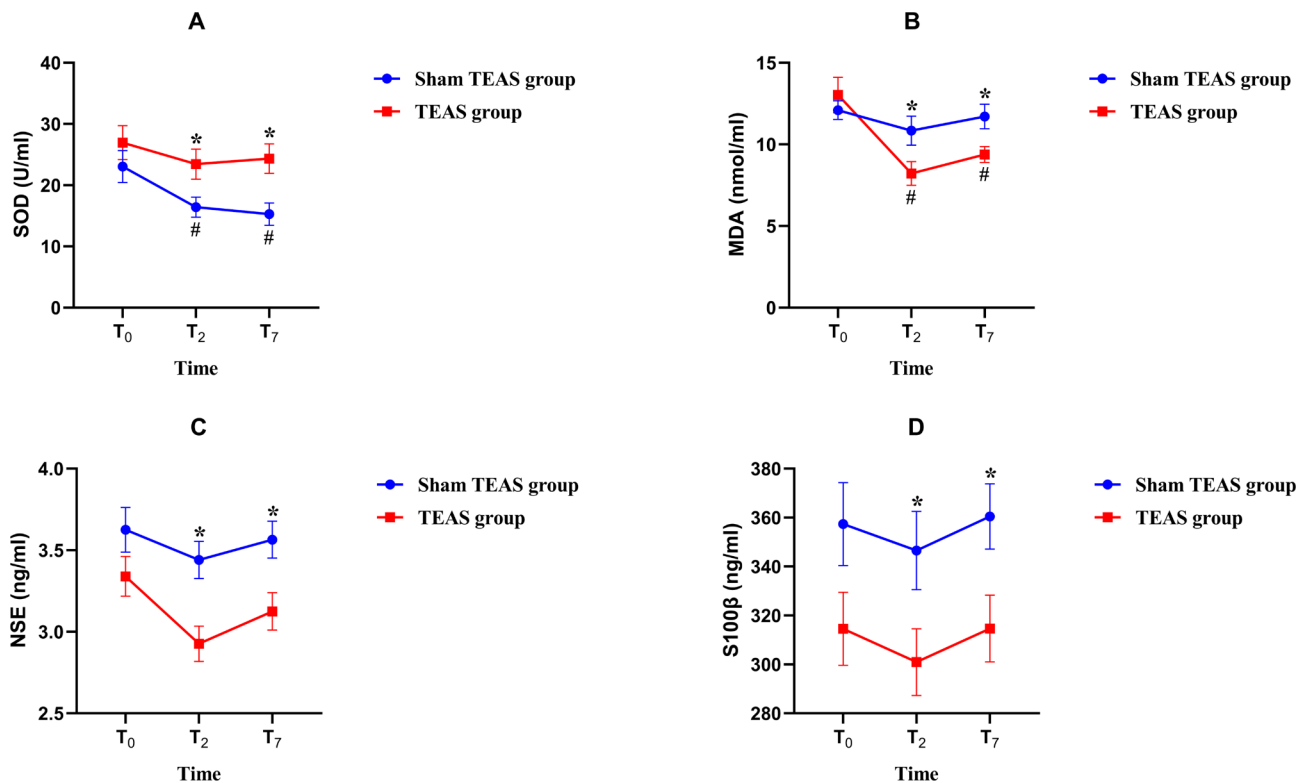 A
SOD (U/ml)
40
30
20
10
0
*
*
#
#
T₀
T₂
T₇
Time
Sham TEAS group
TEAS group
B
MDA (nmol/ml)
15
10
5
0
*
*
#
#
T₀
T₂
T₇
Time
Sham TEAS group
TEAS group
C
NSE (ng/ml)
4.0
3.5
3.0
2.5
*
*
T₀
T₂
T₇
Time
Sham TEAS group
TEAS group
D
S100β (ng/ml)
380
360
340
320
300
280
*
*
T₀
T₂
T₇
Time
Sham TEAS group
TEAS group